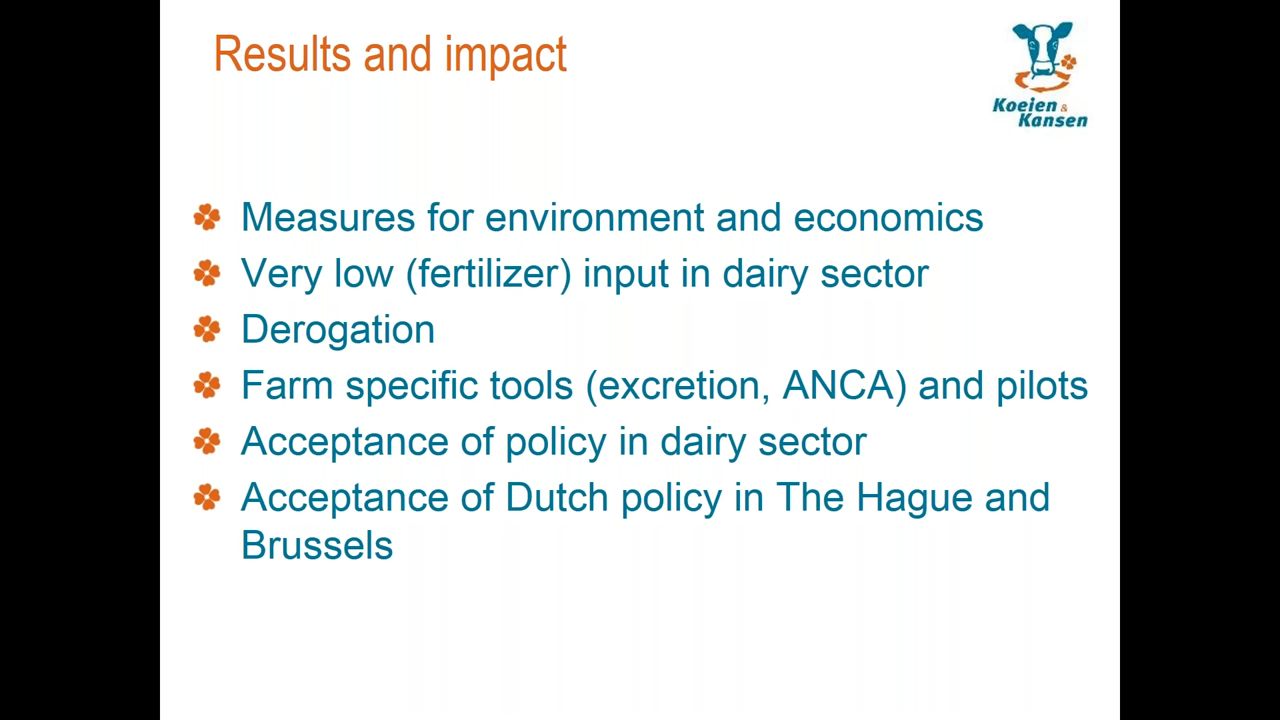 Results and impact
Koeien &
Kansen
Measures for environment and economics
Very low (fertilizer) input in dairy sector
Derogation
Farm specific tools (excretion, ANCA) and pilots
Acceptance of policy in dairy sector
Acceptance of Dutch policy in The Hague and
Brussels